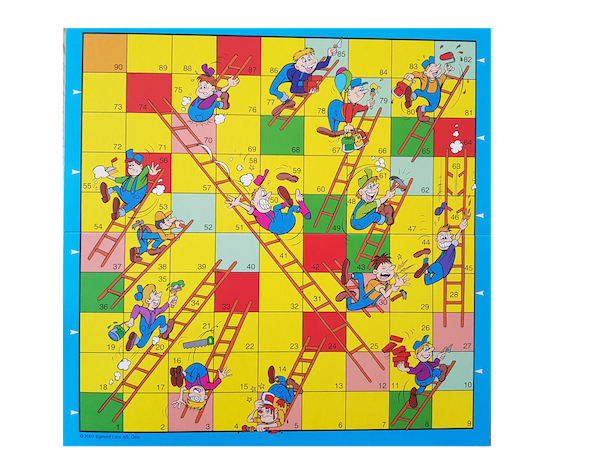 90 89 87 86 85 84 83 82
73 74 75 76 77 78 79 80 81
72 71 70 69 68 67 66 65 64
55 56 57 58 59 60 61 62 63
54 53 52 51 50 49 48 47 46
37 38 39 40 41 42 43 44 45
36 35 34 33 32 31 30 29 28
19 20 21 22 23 24 25 26 27
18 17 16 15 14 13 12 11 10
1 2 3 4 5 6 7 8 9
© Egmont